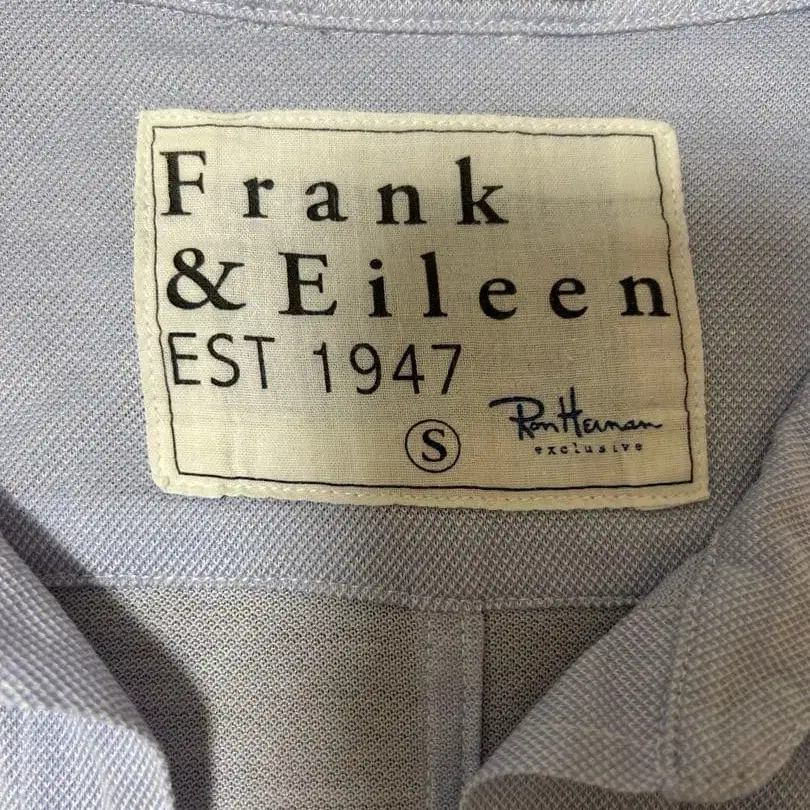 Frank
& Eileen
EST 1947
S
Ron Herman
exclusive